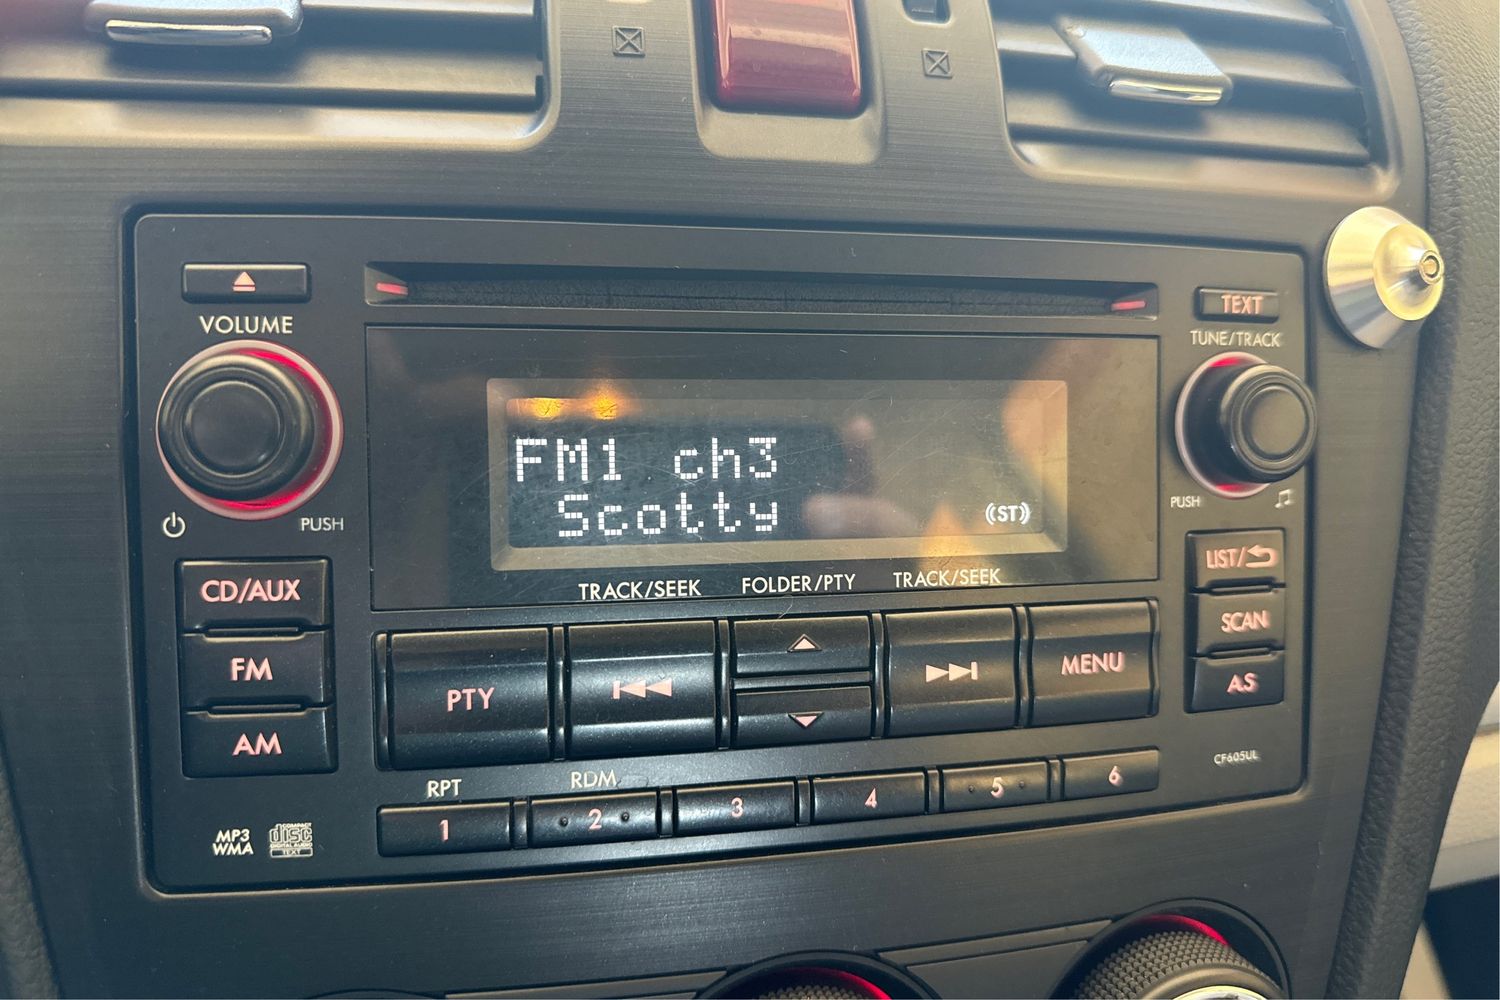 VOLUME
TEXT
TUNE/TRACK
FM1 ch3
Scotty
(ST)
PUSH
PUSH
CD/AUX
FM
AM
TRACK/SEEK
FOLDER/PTY
TRACK/SEEK
LIST/
SCAN
AS
PTY
MENU
CF605UL
RPT
RDM
1
2
3
4
5
6
MP3
WMA
COMPACT
disc
DIGITAL AUDIO
TEXT